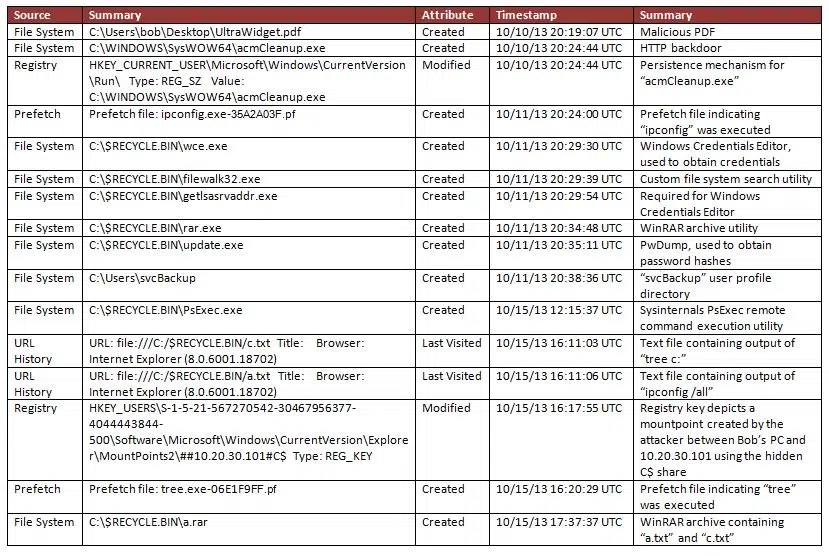 Source Summary Attribute Timestamp Summary
File System C:\Users\bob\Desktop\UltraWidget.pdf Created 10/10/13 20:19:07 UTC Malicious PDF
File System C:\WINDOWS\SysWOW64\acmCleanup.exe Created 10/10/13 20:24:44 UTC HTTP backdoor
Registry HKEY_CURRENT_USER\Microsoft\Windows\CurrentVersion Modified 10/10/13 20:24:44 UTC Persistence mechanism for
\Run\ Type: REG_SZ Value: "acmCleanup.exe"
C:\WINDOWS\SysWOW64\acmCleanup.exe
Prefetch Prefetch file: ipconfig.exe-35A2A03F.pf Created 10/11/13 20:24:00 UTC Prefetch file indicating
"ipconfig" was executed
File System C:\$RECYCLE.BIN\wce.exe Created 10/11/13 20:29:30 UTC Windows Credentials Editor,
used to obtain credentials
File System C:\$RECYCLE.BIN\filewalk32.exe Created 10/11/13 20:29:39 UTC Custom file system search utility
File System C:\$RECYCLE.BIN\getlsasrvaddr.exe Created 10/11/13 20:29:54 UTC Required for Windows
Credentials Editor
File System C:\$RECYCLE.BIN\rar.exe Created 10/11/13 20:34:48 UTC WinRAR archive utility
File System C:\$RECYCLE.BIN\update.exe Created 10/11/13 20:35:11 UTC PwDump, used to obtain
password hashes
File System C:\Users\svcBackup Created 10/11/13 20:38:36 UTC "svcBackup" user profile
directory
File System C:\$RECYCLE.BIN\PsExec.exe Created 10/15/13 12:15:37 UTC Sysinternals PsExec remote
command execution utility
URL URL: file:///C:/$RECYCLE.BIN/c.txt Title: Browser: Last Visited 10/15/13 16:11:03 UTC Text file containing output of
History Internet Explorer (8.0.6001.18702) "tree c:"
URL URL: file:///C:/$RECYCLE.BIN/a.txt Title: Browser: Last Visited 10/15/13 16:11:06 UTC Text file containing output of
History Internet Explorer (8.0.6001.18702) "ipconfig /all"
Registry HKEY_USERS\S-1-5-21-567270542-30467956377- Modified 10/15/13 16:17:55 UTC Registry key depicts a
4044443844- mountpoint created by the
500\Software\Microsoft\Windows\CurrentVersion\Explore attacker between Bob's PC and
r\MountPoints2\##10.20.30.101#C$ Type: REG_KEY 10.20.30.101 using the hidden
C$ share
Prefetch Prefetch file: tree.exe-06E1F9FF.pf Created 10/15/13 16:20:29 UTC Prefetch file indicating "tree"
was executed
File System C:\$RECYCLE.BIN\a.rar Created 10/15/13 17:37:37 UTC WinRAR archive containing
"a.txt" and "c.txt"